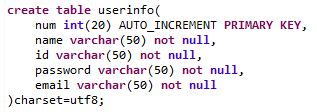 create table userinfo(
num int(20) AUTO_INCREMENT PRIMARY KEY,
name varchar(50) not null,
id varchar(50) not null,
password varchar(50) not null,
email varchar(50) not null
)charset=utf8;